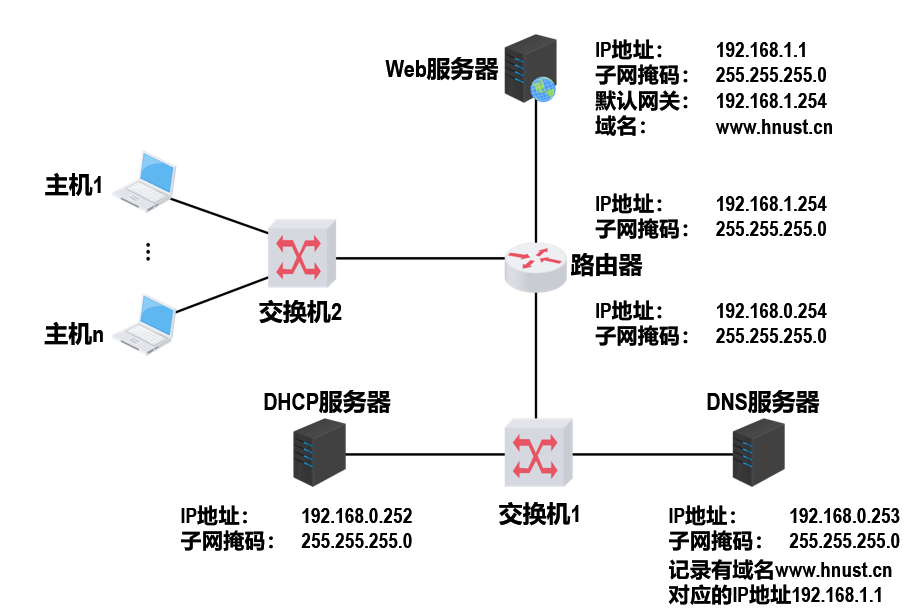 Web服务器
IP地址： 192.168.1.1
子网掩码： 255.255.255.0
默认网关： 192.168.1.254
域名： www.hnust.cn
主机1
IP地址： 192.168.1.254
子网掩码： 255.255.255.0
路由器
交换机2
IP地址： 192.168.0.254
子网掩码： 255.255.255.0
主机n
DHCP服务器
DNS服务器
交换机1
IP地址： 192.168.0.252
子网掩码： 255.255.255.0
IP地址： 192.168.0.253
子网掩码： 255.255.255.0
记录有域名www.hnust.cn
对应的IP地址192.168.1.1